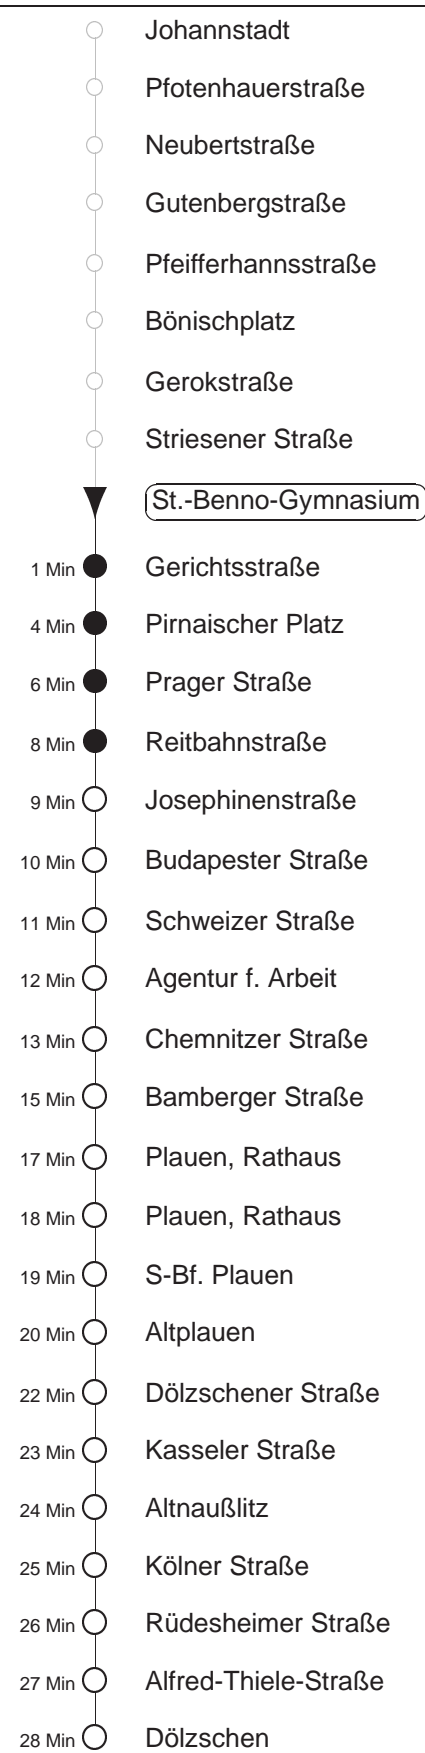 Johannstadt
Pfotenhauerstraße
Neubertstraße
Gutenbergstraße
Pfeifferhannsstraße
Bönischplatz
Gerokstraße
Striesener Straße
St.-Benno-Gymnasium
1 Min Gerichtsstraße
4 Min Pirnaischer Platz
6 Min Prager Straße
8 Min Reitbahnstraße
9 Min Josephinenstraße
10 Min Budapester Straße
11 Min Schweizer Straße
12 Min Agentur f. Arbeit
13 Min Chemnitzer Straße
15 Min Bamberger Straße
17 Min Plauen, Rathaus
18 Min Plauen, Rathaus
19 Min S-Bf. Plauen
20 Min Altplauen
22 Min Dölzschener Straße
23 Min Kasseler Straße
24 Min Altnaußlitz
25 Min Kölner Straße
26 Min Rüdesheimer Straße
27 Min Alfred-Thiele-Straße
28 Min Dölzschen